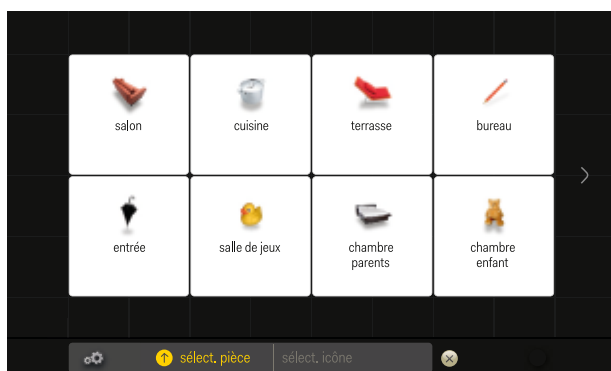 salon
cuisine
terrasse
bureau
entrée
salle de jeux
chambre
parents
chambre
enfant
sélect. pièce
sélect. icône